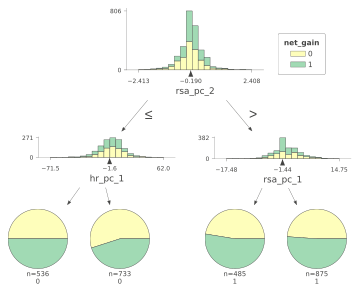 806
0
−2.413 −0.190 2.408
rsa_pc_2
net_gain
0
1
≤ >
271
0
−71.5 −1.6 62.0
hr_pc_1
382
0
−17.48 −1.44 14.75
rsa_pc_1
n=536
0
n=733
0
n=485
1
n=875
1